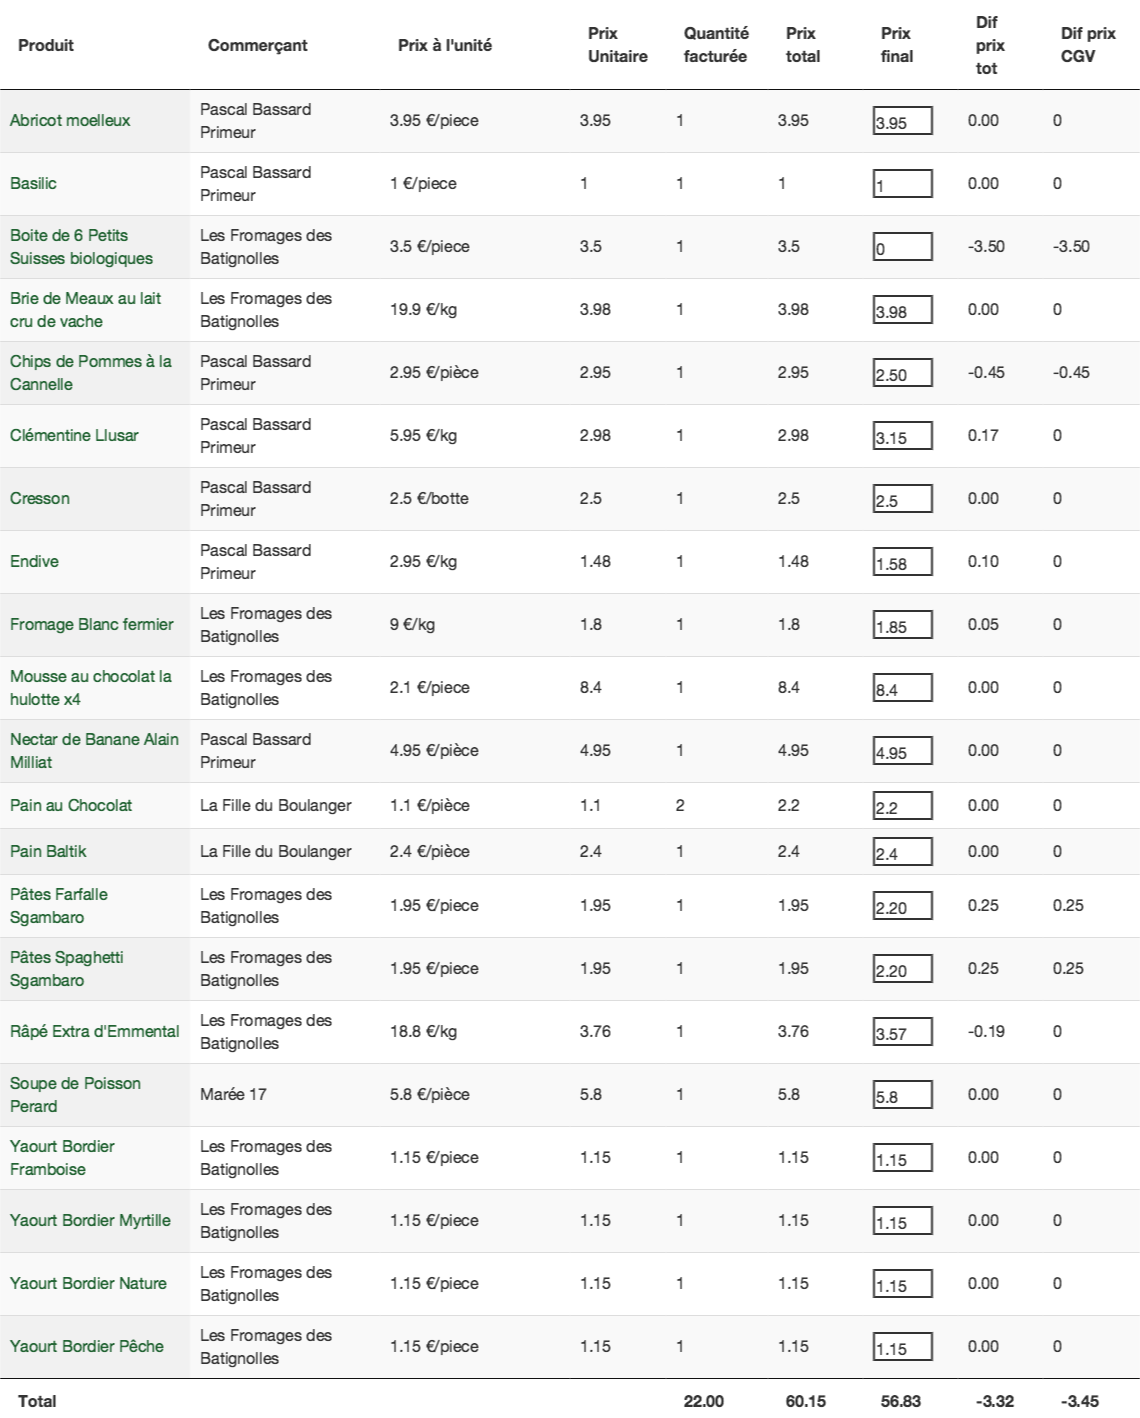 Produit Commerçant Prix à l'unité Prix Unitaire Quantité facturée Prix total Prix final Dif prix tot Dif prix CGV
Abricot moelleux Pascal Bassard Primeur 3.95 €/piece 3.95 1 3.95 3.95 0.00 0
Basilic Pascal Bassard Primeur 1 €/piece 1 1 1 1 0.00 0
Boite de 6 Petits Suisses biologiques Les Fromages des Batignolles 3.5 €/piece 3.5 1 3.5 0 -3.50 -3.50
Brie de Meaux au lait cru de vache Les Fromages des Batignolles 19.9 €/kg 3.98 1 3.98 3.98 0.00 0
Chips de Pommes à la Cannelle Pascal Bassard Primeur 2.95 €/pièce 2.95 1 2.95 2.50 -0.45 -0.45
Clémentine Llusar Pascal Bassard Primeur 5.95 €/kg 2.98 1 2.98 3.15 0.17 0
Cresson Pascal Bassard Primeur 2.5 €/botte 2.5 1 2.5 2.5 0.00 0
Endive Pascal Bassard Primeur 2.95 €/kg 1.48 1 1.48 1.58 0.10 0
Fromage Blanc fermier Les Fromages des Batignolles 9 €/kg 1.8 1 1.8 1.85 0.05 0
Mousse au chocolat la hulotte x4 Les Fromages des Batignolles 2.1 €/piece 8.4 1 8.4 8.4 0.00 0
Nectar de Banane Alain Milliat Pascal Bassard Primeur 4.95 €/pièce 4.95 1 4.95 4.95 0.00 0
Pain au Chocolat La Fille du Boulanger 1.1 €/pièce 1.1 2 2.2 2.2 0.00 0
Pain Baltik La Fille du Boulanger 2.4 €/pièce 2.4 1 2.4 2.4 0.00 0
Pâtes Farfalle Sgambaro Les Fromages des Batignolles 1.95 €/piece 1.95 1 1.95 2.20 0.25 0.25
Pâtes Spaghetti Sgambaro Les Fromages des Batignolles 1.95 €/piece 1.95 1 1.95 2.20 0.25 0.25
Râpé Extra d'Emmental Les Fromages des Batignolles 18.8 €/kg 3.76 1 3.76 3.57 -0.19 0
Soupe de Poisson Perard Marée 17 5.8 €/pièce 5.8 1 5.8 5.8 0.00 0
Yaourt Bordier Framboise Les Fromages des Batignolles 1.15 €/piece 1.15 1 1.15 1.15 0.00 0
Yaourt Bordier Myrtille Les Fromages des Batignolles 1.15 €/piece 1.15 1 1.15 1.15 0.00 0
Yaourt Bordier Nature Les Fromages des Batignolles 1.15 €/piece 1.15 1 1.15 1.15 0.00 0
Yaourt Bordier Pêche Les Fromages des Batignolles 1.15 €/piece 1.15 1 1.15 1.15 0.00 0
Total 22.00 60.15 56.83 -3.32 -3.45